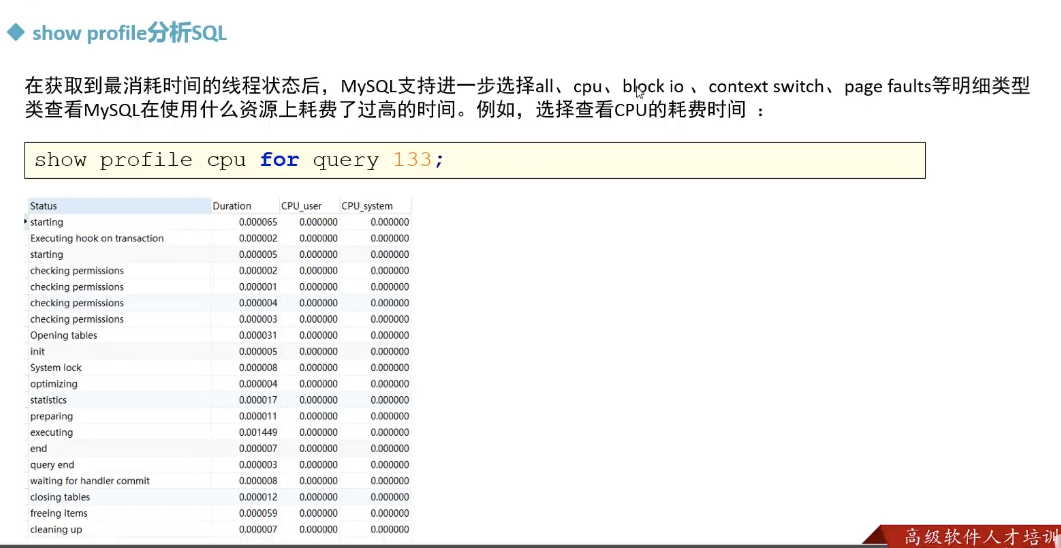 show profile分析SQL
在获取到最消耗时间的线程状态后，MySQL支持进一步选择all、cpu、block io 、context switch、page faults等明细类型
类查看MySQL在使用什么资源上耗费了过高的时间。例如，选择查看CPU的耗费时间 ：
show profile cpu for query 133;
Status Duration CPU_user CPU_system
starting 0.000065 0.000000 0.000000
Executing hook on transaction 0.000002 0.000000 0.000000
starting 0.000005 0.000000 0.000000
checking permissions 0.000002 0.000000 0.000000
checking permissions 0.000001 0.000000 0.000000
checking permissions 0.000004 0.000000 0.000000
checking permissions 0.000003 0.000000 0.000000
Opening tables 0.000031 0.000000 0.000000
init 0.000005 0.000000 0.000000
System lock 0.000008 0.000000 0.000000
optimizing 0.000004 0.000000 0.000000
statistics 0.000017 0.000000 0.000000
preparing 0.000011 0.000000 0.000000
executing 0.001449 0.000000 0.000000
end 0.000007 0.000000 0.000000
query end 0.000003 0.000000 0.000000
waiting for handler commit 0.000008 0.000000 0.000000
closing tables 0.000012 0.000000 0.000000
freeing items 0.000059 0.000000 0.000000
cleaning up 0.000007 0.000000 0.000000
高级软件人才培训